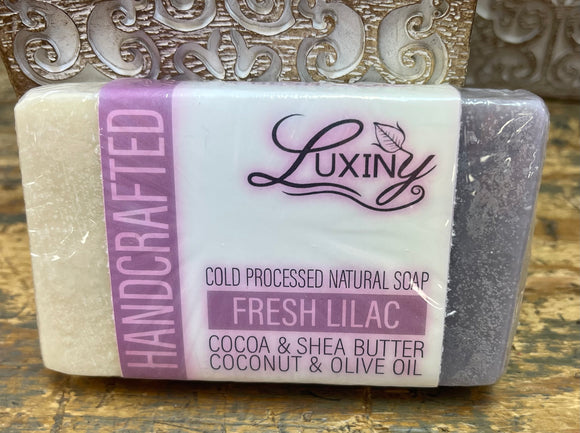 HANDCRAFTED
LUXINY
COLD PROCESSED NATURAL SOAP
FRESH LILAC
COCOA & SHEA BUTTER
COCONUT & OLIVE OIL